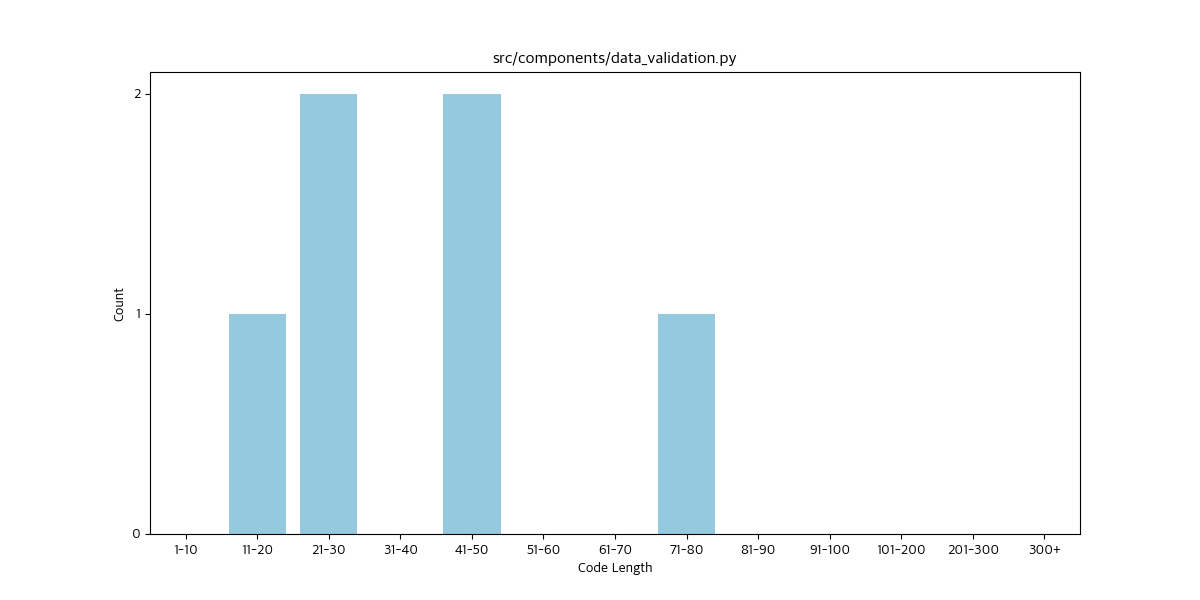 src/components/data_validation.py
2
1
0
Count
1-10 11-20 21-30 31-40 41-50 51-60 61-70 71-80 81-90 91-100 101-200 201-300 300+
Code Length